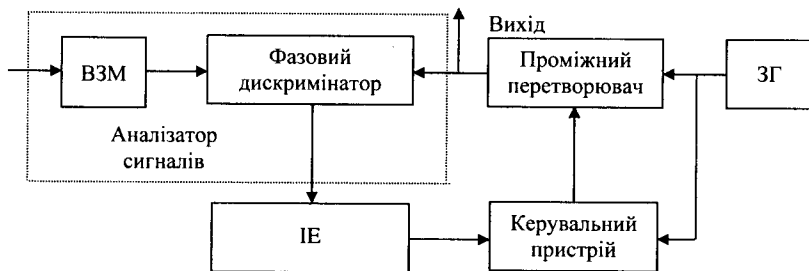 Вихід
ВЗМ
Фазовий
дискримінатор
Проміжний
перетворювач
ЗГ
Аналізатор
сигналів
ІЕ
Керувальний
пристрій